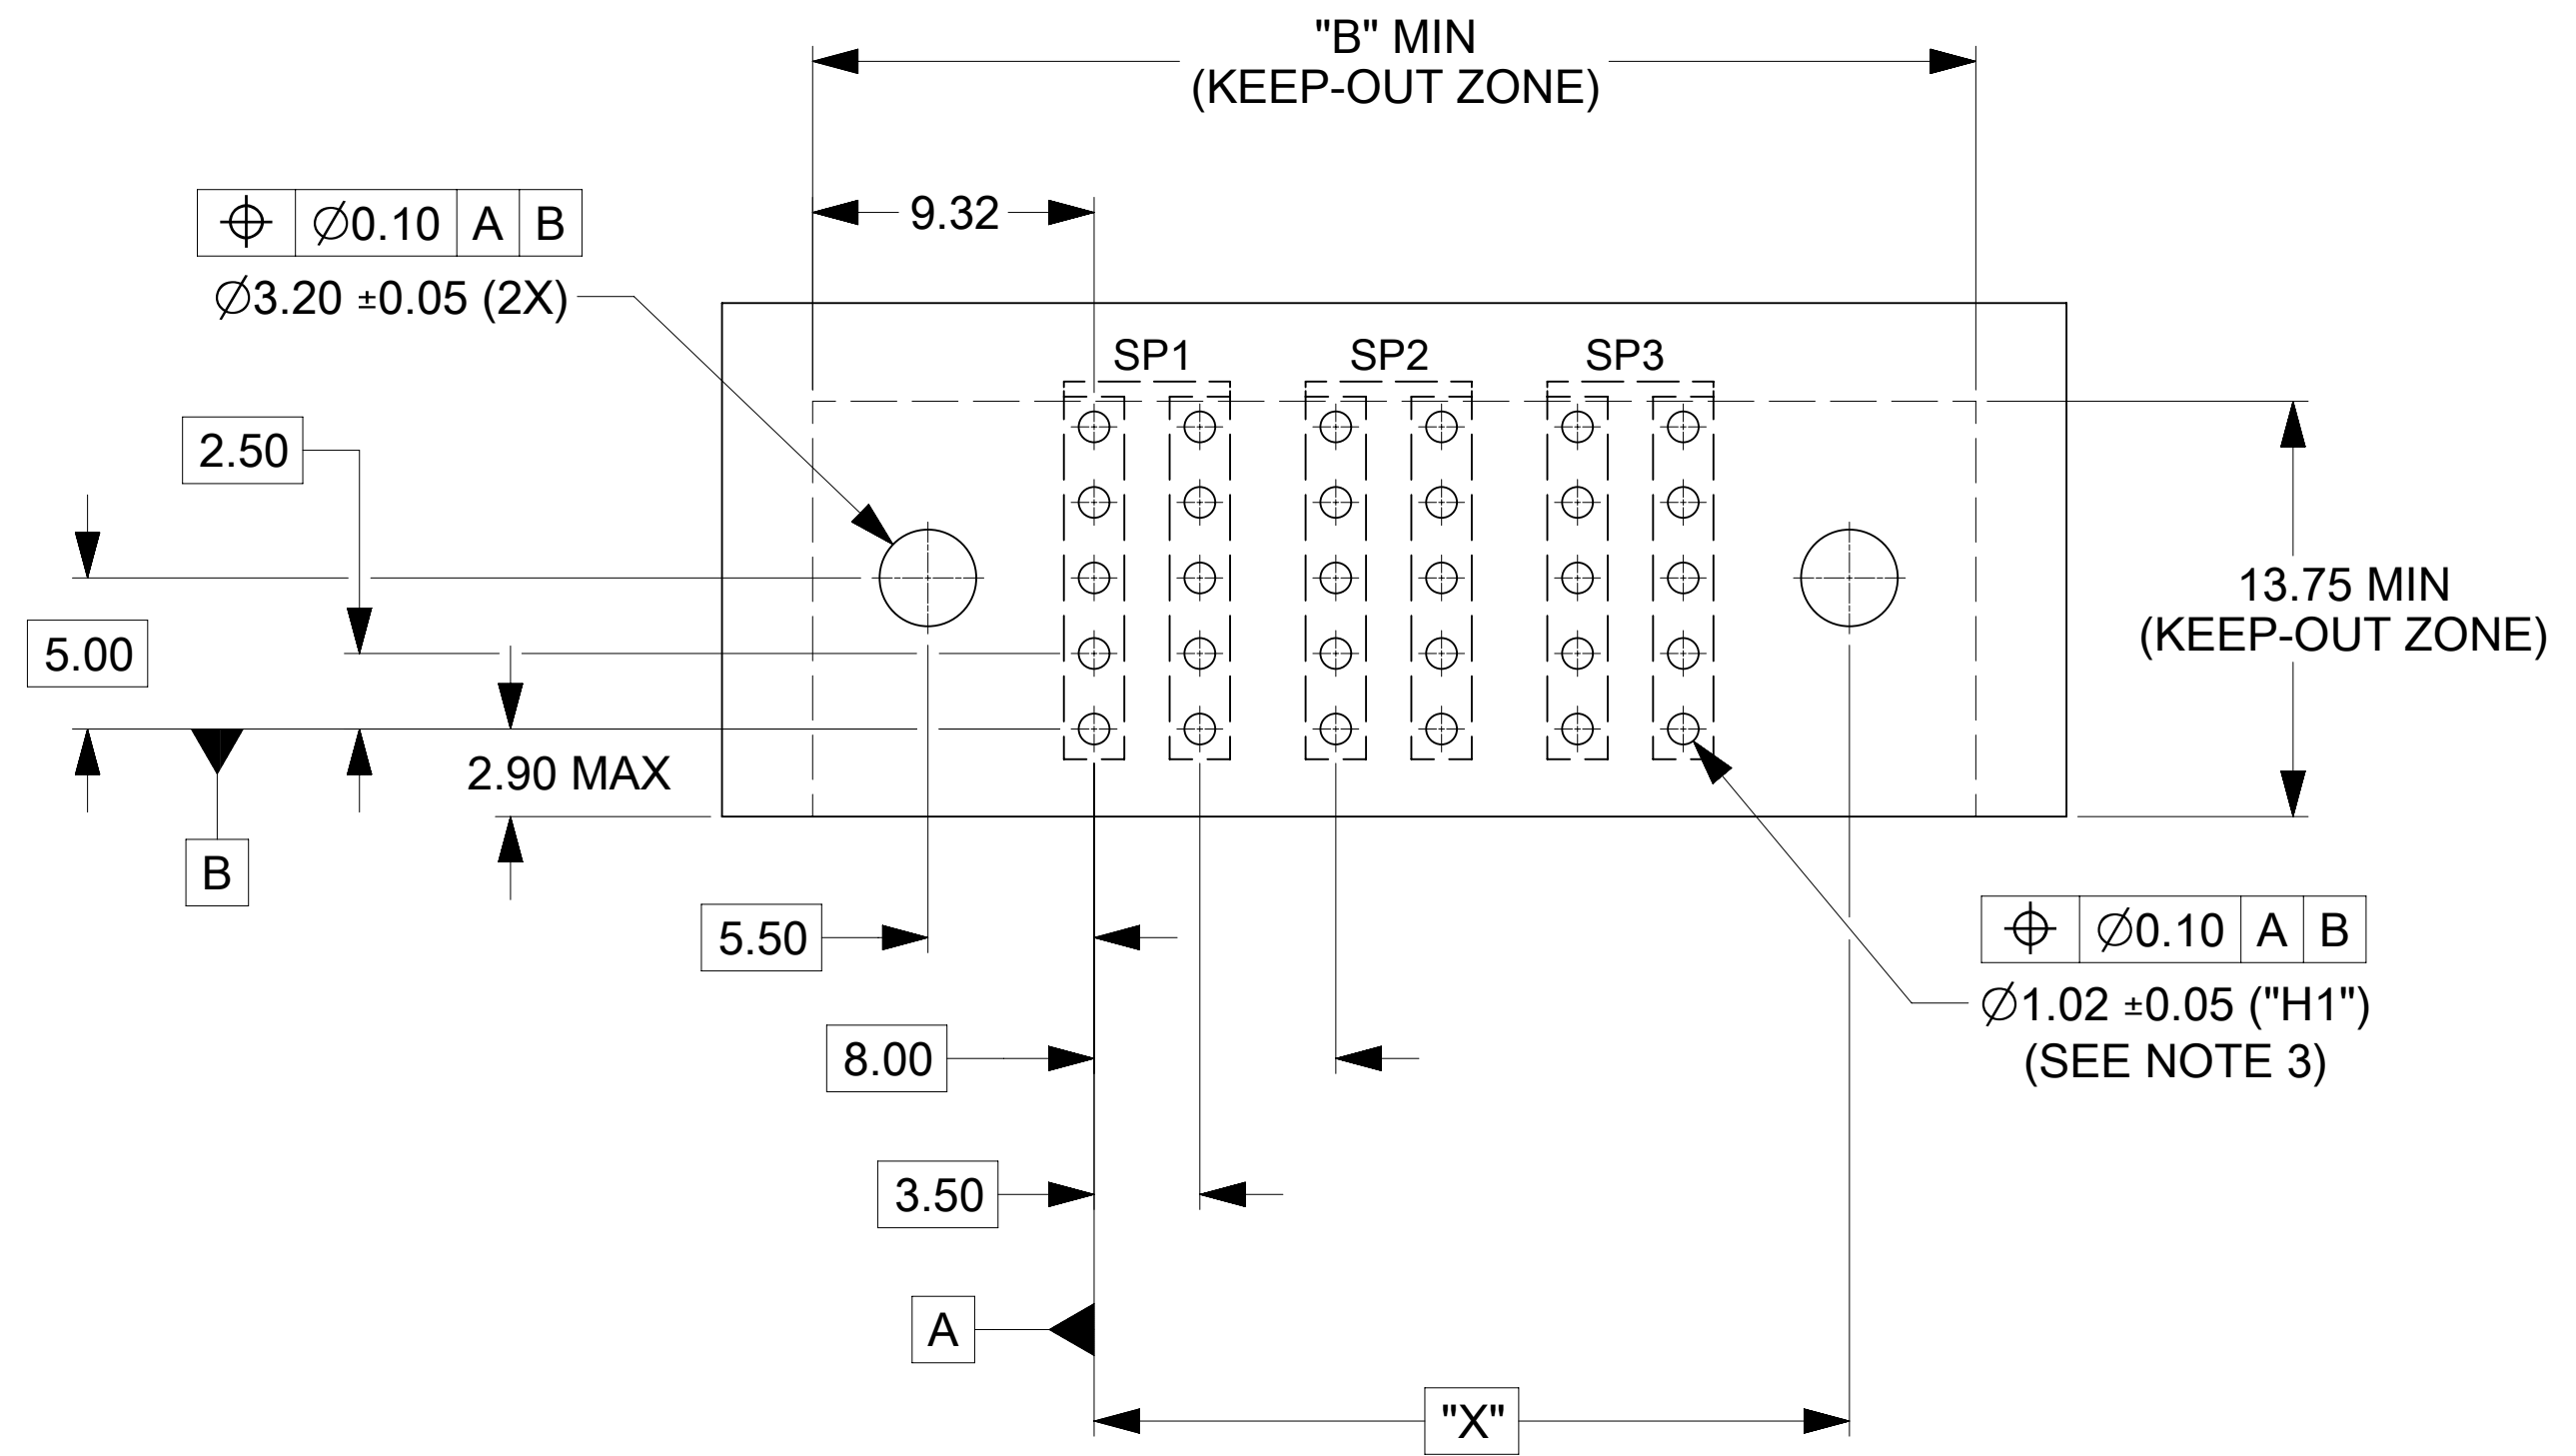 "B" MIN
(KEEP-OUT ZONE)
⌖ ∅0.10 A B
∅3.20 ±0.05 (2X)
9.32
SP1 SP2 SP3
2.50
5.00
13.75 MIN
(KEEP-OUT ZONE)
2.90 MAX
B
5.50
⌖ ∅0.10 A B
∅1.02 ±0.05 ("H1")
(SEE NOTE 3)
8.00
3.50
A
"X"